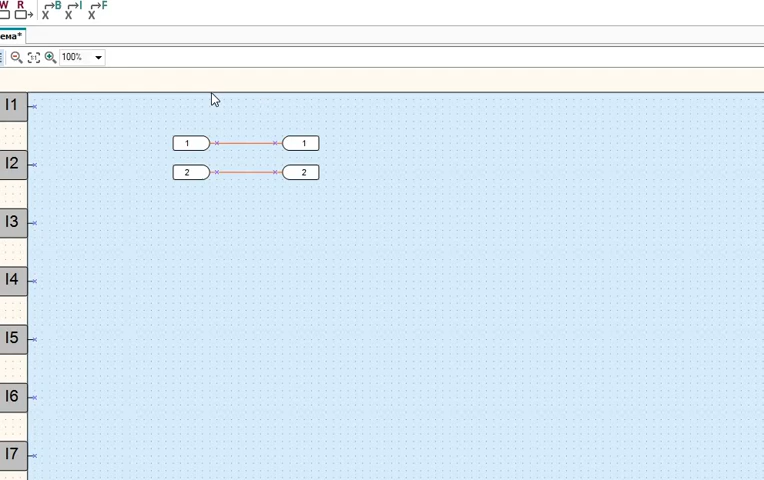 W R B I F
X X X
ема*
100%
I1
1 1
I2
2 2
I3
I4
I5
I6
I7